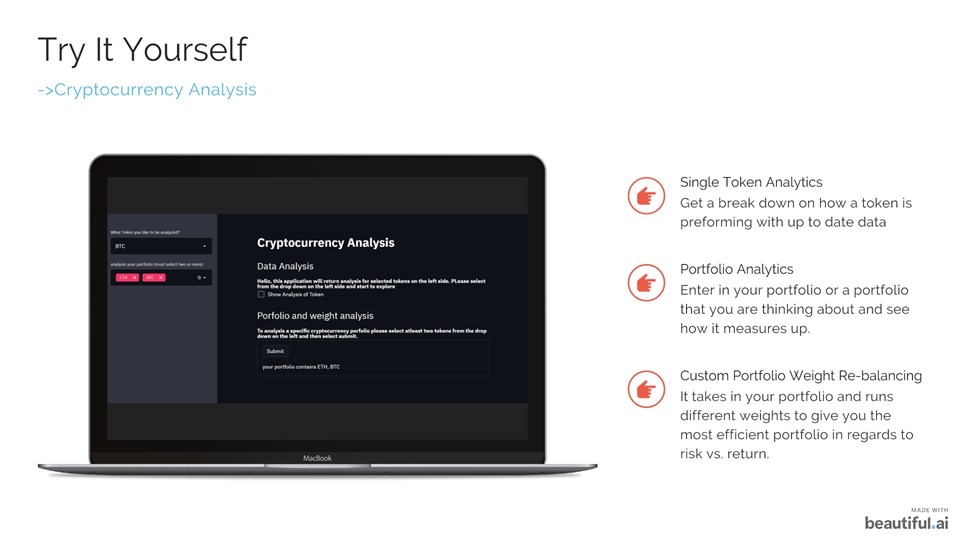 Try It Yourself
->Cryptocurrency Analysis
What Token you like to be analyzed?
BTC
analysis your portfolio (must select two or more)
ETH × BTC ×
Cryptocurrency Analysis
Data Analysis
Hello, this application will return analysis for selected tokens on the left side. PLease select
from the drop down on the left side and start to explore
Show Analysis of Token
Porfolio and weight analysis
To analysis a specific cryptocurrency porfolio please select atleast two tokens from the drop
down on the left and then select submit.
Submit
your portfolio contains ETH, BTC
MacBook
Single Token Analytics
Get a break down on how a token is
preforming with up to date data
Portfolio Analytics
Enter in your portfolio or a portfolio
that you are thinking about and see
how it measures up.
Custom Portfolio Weight Re-balancing
It takes in your portfolio and runs
different weights to give you the
most efficient portfolio in regards to
risk vs. return.
MADE WITH
beautiful.ai